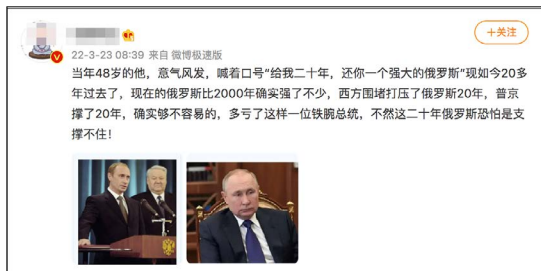 +关注
22-3-23 08:39 来自 微博极速版
当年48岁的他，意气风发，喊着口号“给我二十年，还你一个强大的俄罗斯”现如今20多
年过去了，现在的俄罗斯比2000年确实强了不少，西方围堵打压了俄罗斯20年，普京
撑了20年，确实够不容易的，多亏了这样一位铁腕总统，不然这二十年俄罗斯恐怕是支
撑不住！